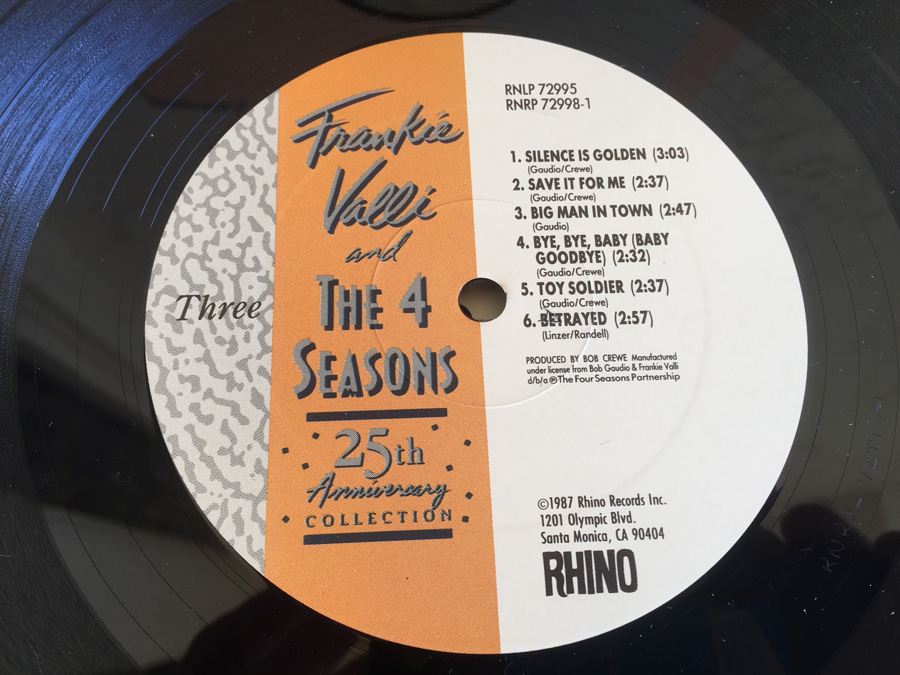 Three
Frankie
Valli
and
THE 4
SEASONS
25th
Anniversary
COLLECTION
RNLP 72995
RNRP 72998-1
1. SILENCE IS GOLDEN (3:03)
(Gaudio/Crewe)
2. SAVE IT FOR ME (2:37)
(Gaudio/Crewe)
3. BIG MAN IN TOWN (2:47)
(Gaudio)
4. BYE, BYE, BABY (BABY
GOODBYE) (2:32)
(Gaudio/Crewe)
5. TOY SOLDIER (2:37)
(Gaudio/Crewe)
6. BETRAYED (2:57)
(Linzer/Randell)
PRODUCED BY BOB CREWE Manufactured
under license from Bob Gaudio & Frankie Valli
d/b/a ℗The Four Seasons Partnership
©1987 Rhino Records Inc.
1201 Olympic Blvd.
Santa Monica, CA 90404
RHINO